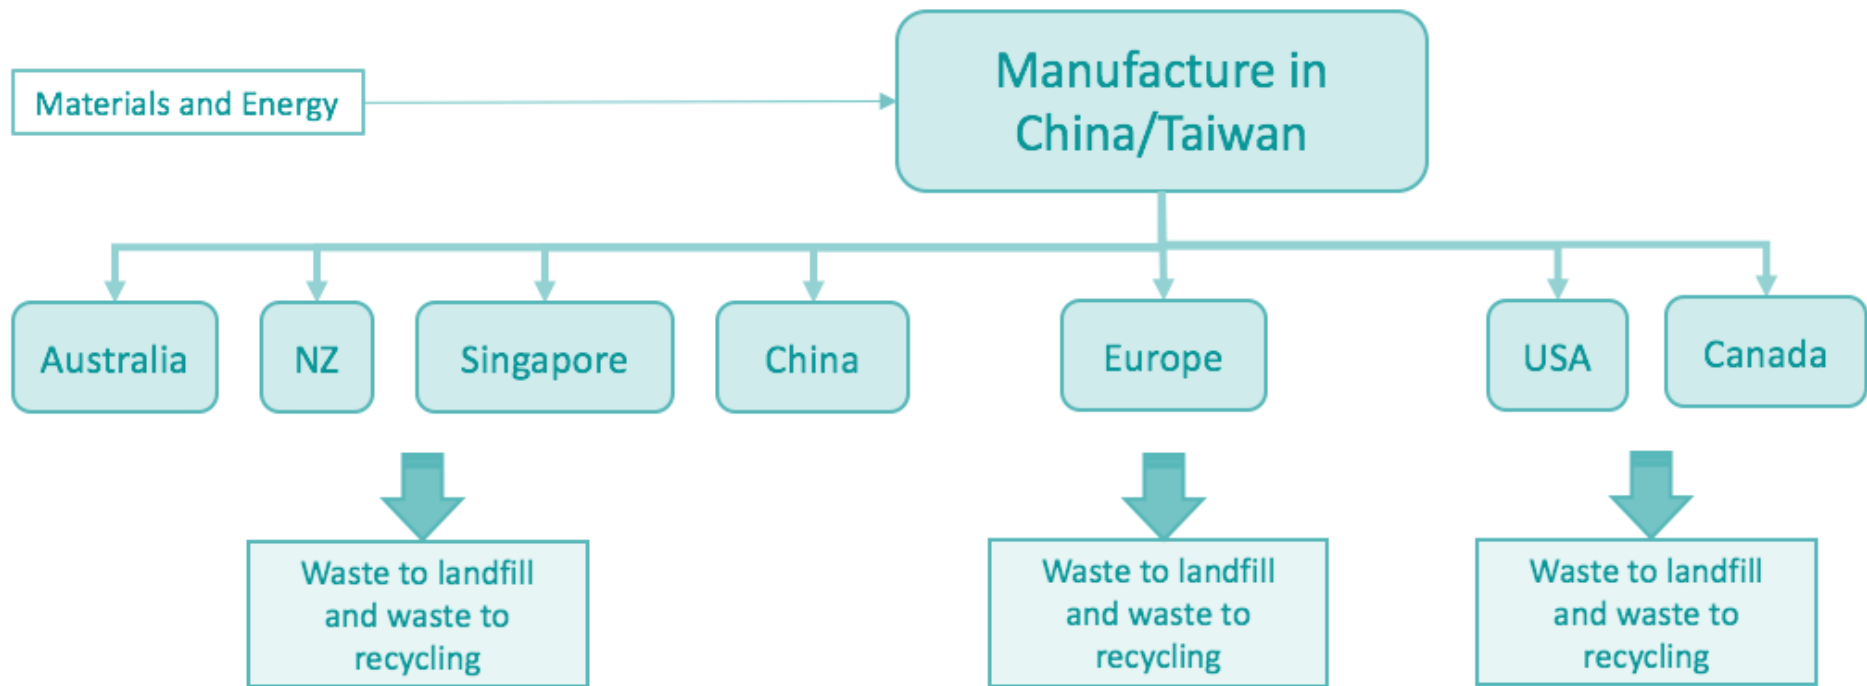 Manufacture in
China/Taiwan
Materials and Energy
Australia
NZ
Singapore
China
Europe
USA
Canada
Waste to landfill
and waste to
recycling
Waste to landfill
and waste to
recycling
Waste to landfill
and waste to
recycling